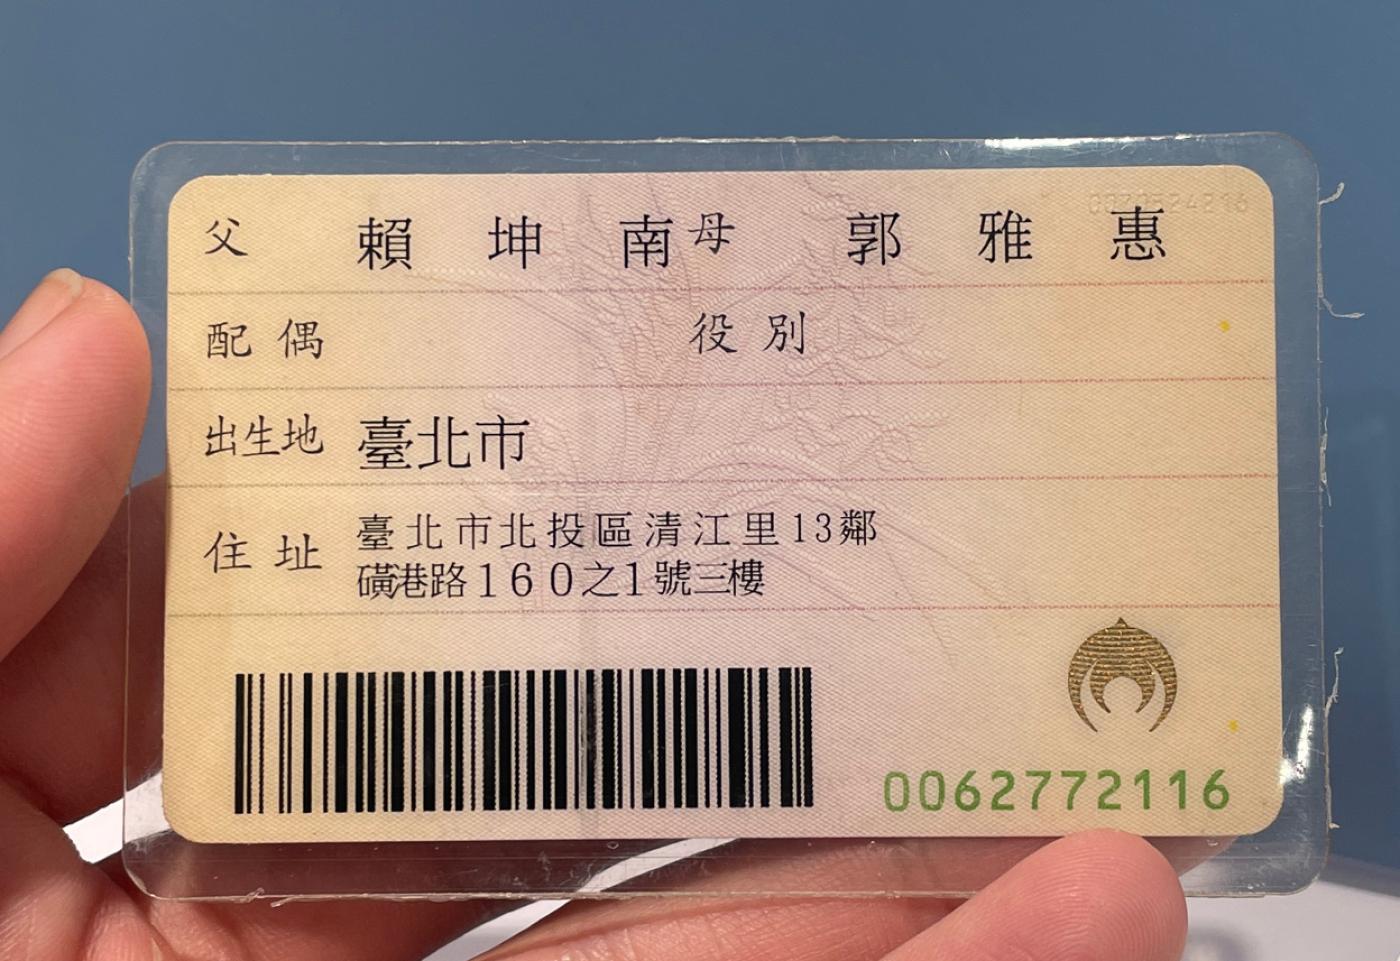 父 賴坤南 母 郭雅惠
配偶 役別
出生地 臺北市
住址 臺北市北投區清江里13鄰
磺港路160之1號三樓
0062772116